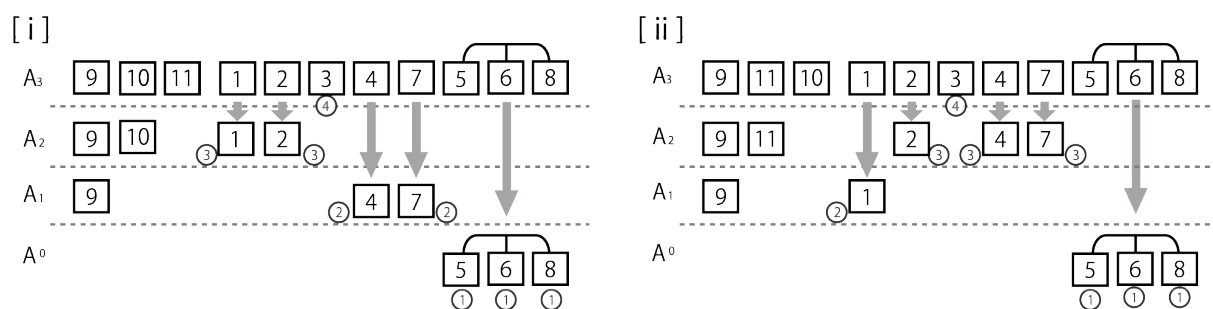 [ i ]
A₃ 9 10 11 1 2 3 4 7 5 6 8
④
A₂ 9 10 ③ 1 2 ③
A₁ 9 ② 4 7 ②
A⁰ 5 6 8
① ① ①
[ ii ]
A₃ 9 11 10 1 2 3 4 7 5 6 8
④
A₂ 9 11 2 ③ ③ 4 7 ③
A₁ 9 ② 1
A⁰ 5 6 8
① ① ①